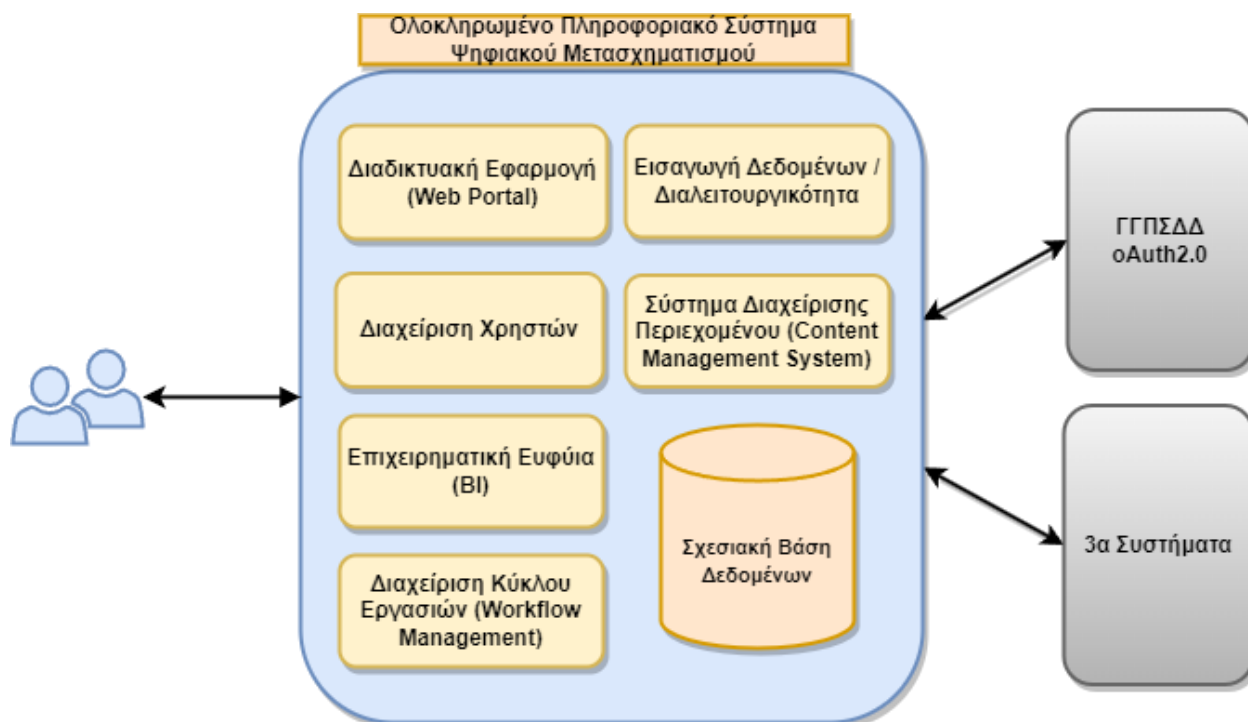 Ολοκληρωμένο Πληροφοριακό Σύστημα
Ψηφιακού Μετασχηματισμού
Διαδικτυακή Εφαρμογή
(Web Portal)
Εισαγωγή Δεδομένων /
Διαλειτουργικότητα
Διαχείριση Χρηστών
Σύστημα Διαχείρισης
Περιεχομένου (Content
Management System)
Επιχειρηματική Ευφύια
(BI)
Διαχείριση Κύκλου
Εργασιών (Workflow
Management)
Σχεσιακή Βάση
Δεδομένων
ΓΓΠΣΔΔ
oAuth2.0
3α Συστήματα